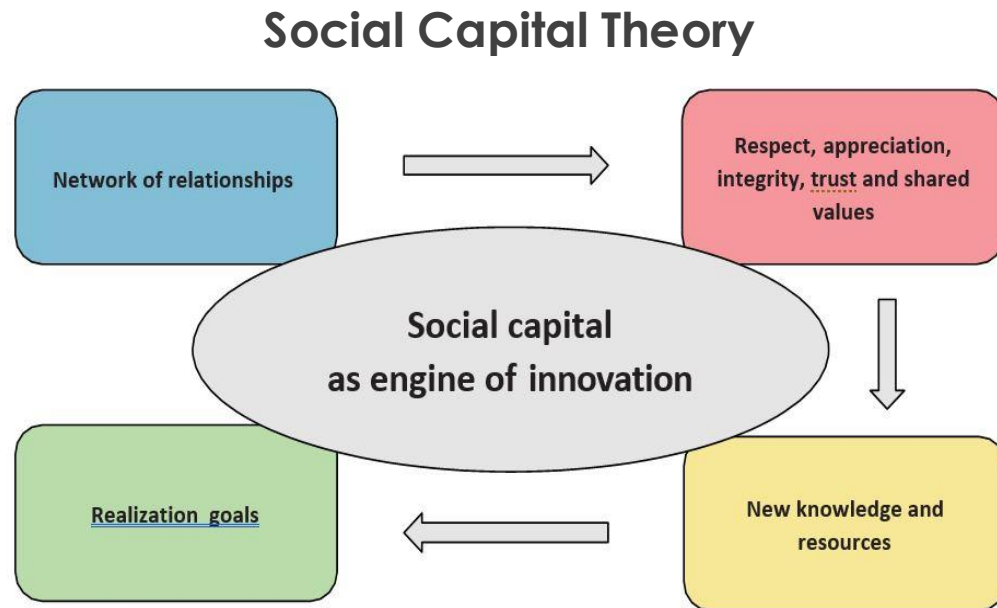 Social Capital Theory
Network of relationships
Respect, appreciation,
integrity, trust and shared
values
Social capital
as engine of innovation
Realization goals
New knowledge and
resources